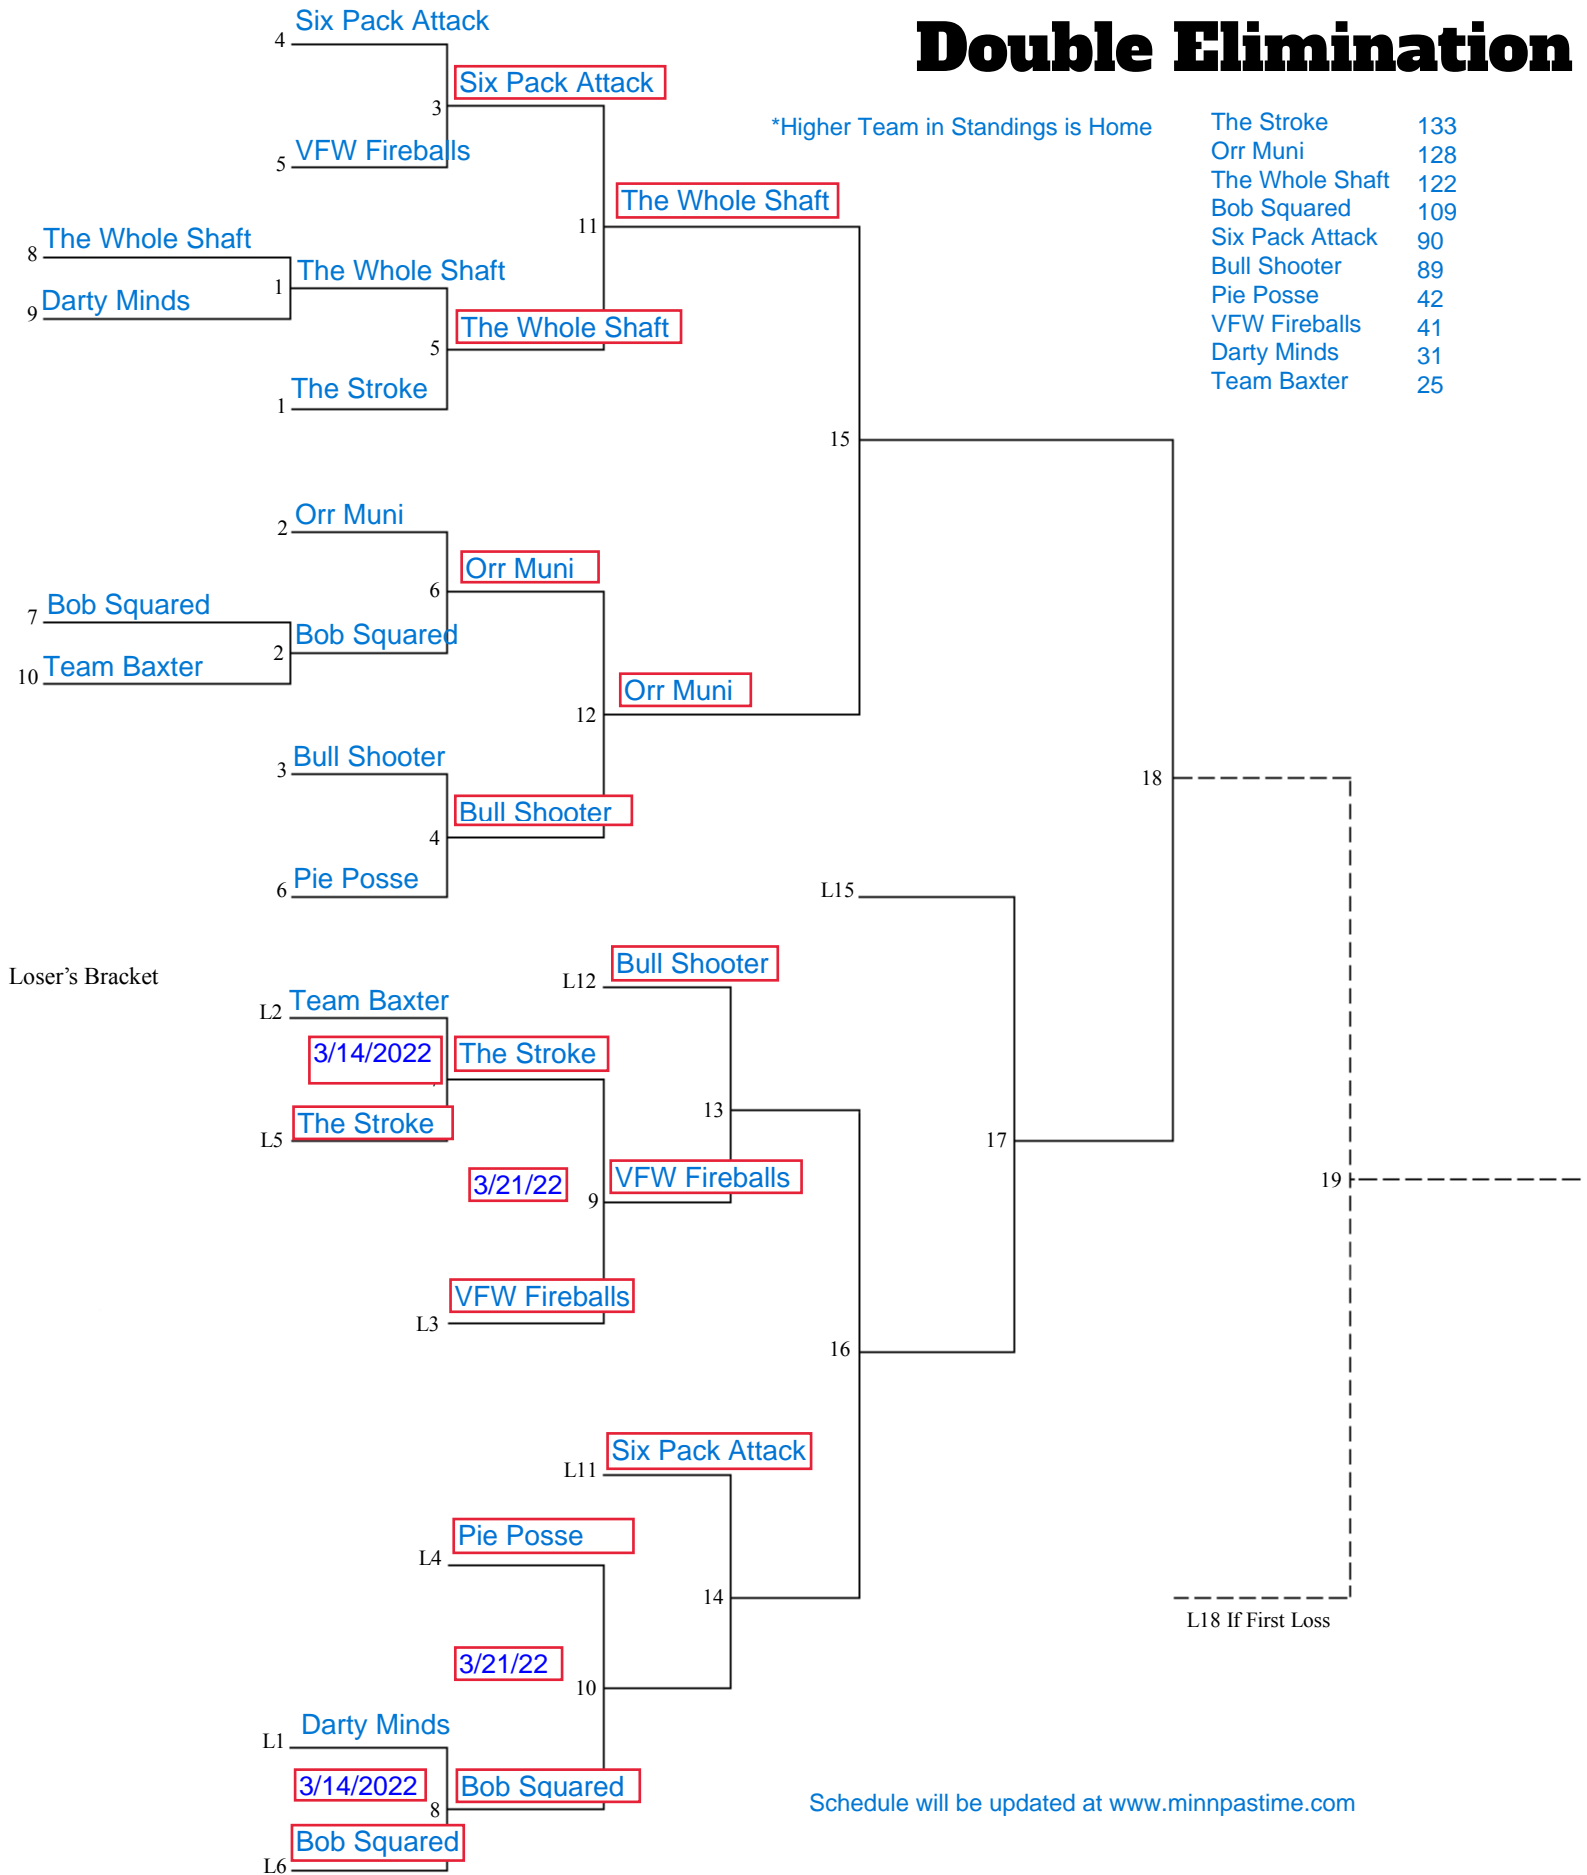 Double Elimination
*Higher Team in Standings is Home
The Stroke 133
Orr Muni 128
The Whole Shaft 122
Bob Squared 109
Six Pack Attack 90
Bull Shooter 89
Pie Posse 42
VFW Fireballs 41
Darty Minds 31
Team Baxter 25
4 Six Pack Attack
3 Six Pack Attack
5 VFW Fireballs
11 The Whole Shaft
8 The Whole Shaft
1 The Whole Shaft
9 Darty Minds
5 The Whole Shaft
1 The Stroke
15
2 Orr Muni
6 Orr Muni
7 Bob Squared
2 Bob Squared
10 Team Baxter
12 Orr Muni
3 Bull Shooter
18
4 Bull Shooter
6 Pie Posse
L15
Loser's Bracket
L12 Bull Shooter
L2 Team Baxter
3/14/2022
The Stroke
13
L5 The Stroke
17
3/21/22
9 VFW Fireballs
19
L3 VFW Fireballs
16
L11 Six Pack Attack
L4 Pie Posse
14
L18 If First Loss
3/21/22
10
L1 Darty Minds
3/14/2022
8 Bob Squared
L6 Bob Squared
Schedule will be updated at www.minnpastime.com